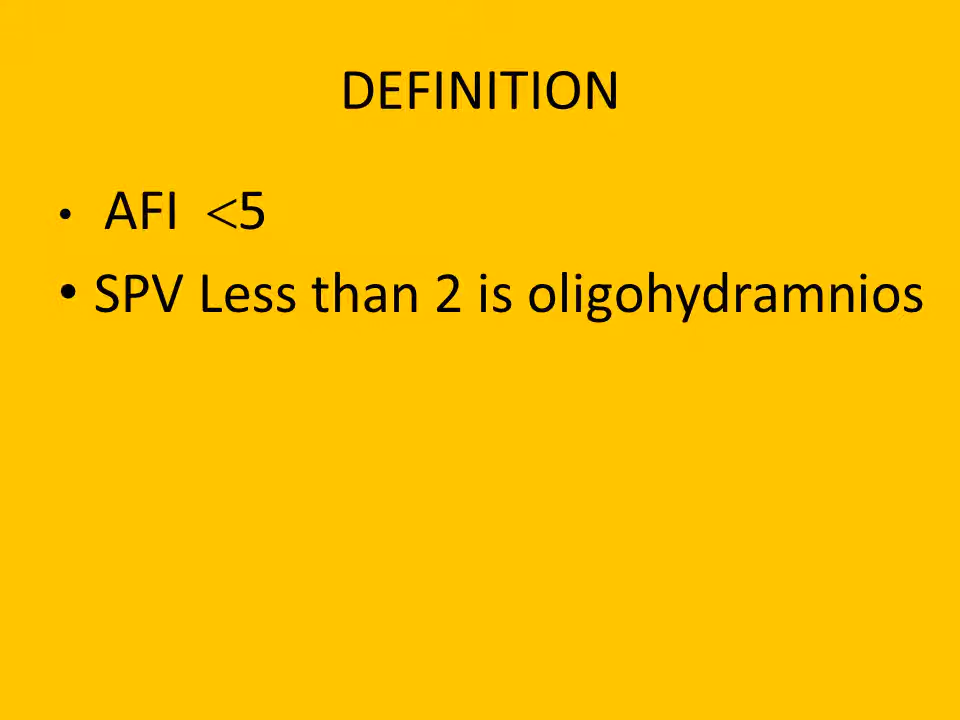 DEFINITION
• AFI <5
• SPV Less than 2 is oligohydramnios